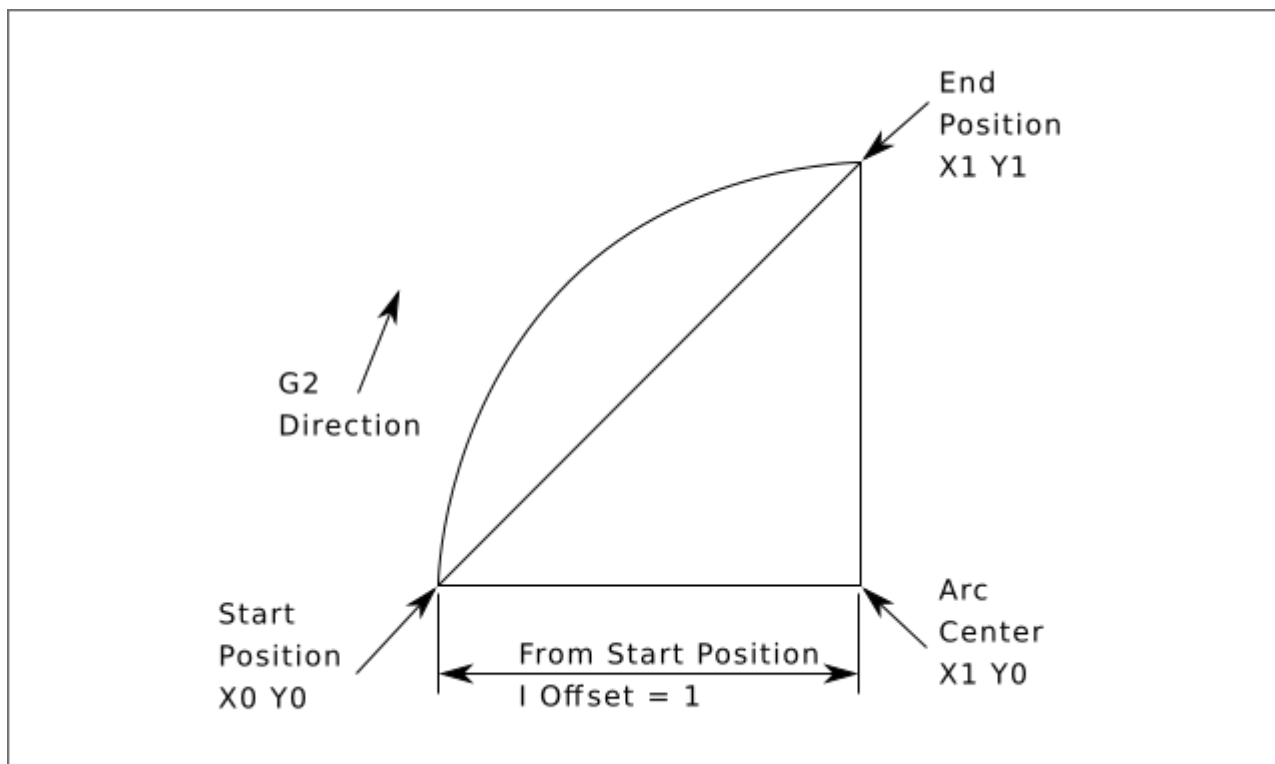 End
Position
X1 Y1
G2
Direction
Start
Position
X0 Y0
From Start Position
I Offset = 1
Arc
Center
X1 Y0